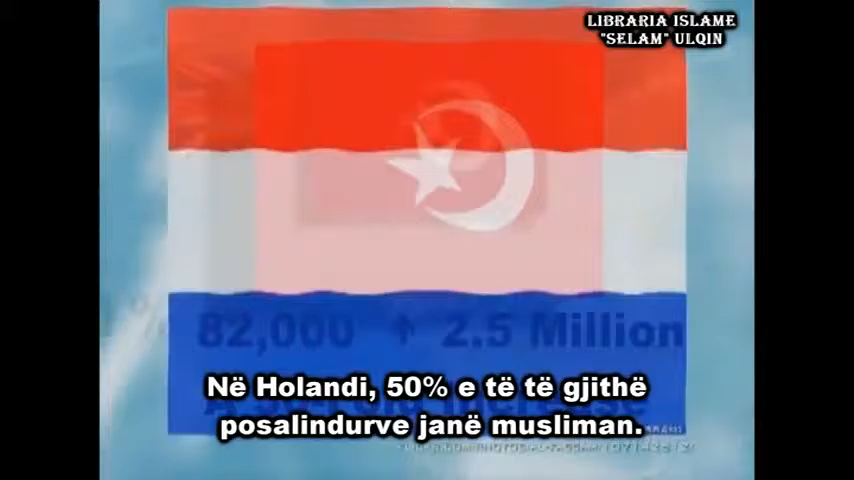 LIBRARIA ISLAME
"SELAM" ULQIN
82,000 ↑ 2.5 Million
Në Holandi, 50% e të të gjithë
posalindurve janë musliman.